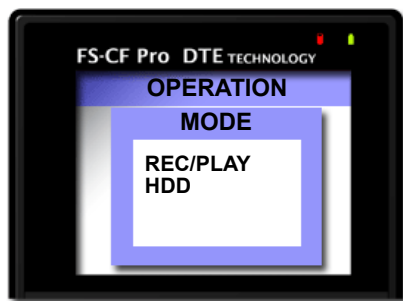 FS-CF Pro DTE TECHNOLOGY
OPERATION
MODE
REC/PLAY
HDD